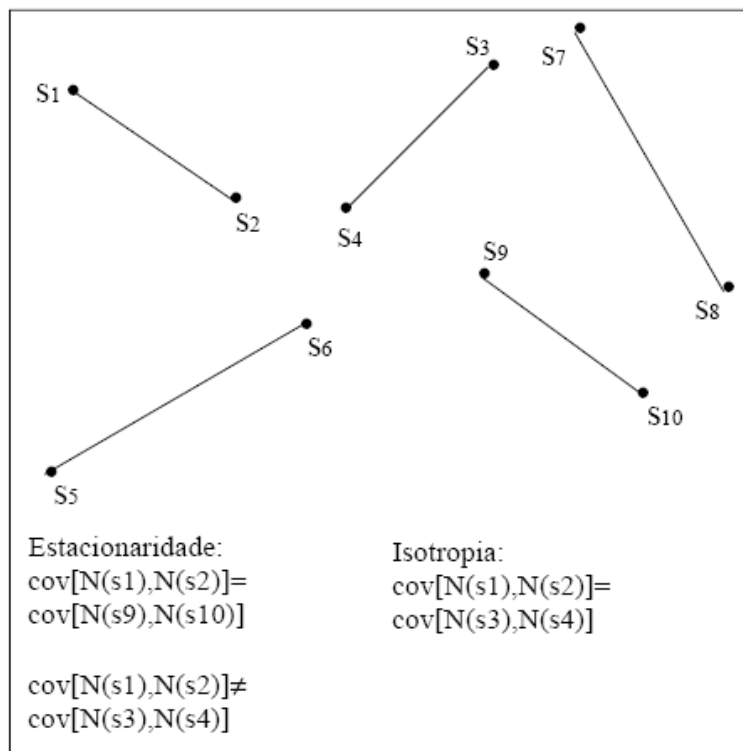 S3
S7
S1
S2
S4
S9
S8
S6
S10
S5
Estacionaridade:
cov[N(s1),N(s2)]=
cov[N(s9),N(s10)]
cov[N(s1),N(s2)]≠
cov[N(s3),N(s4)]
Isotropia:
cov[N(s1),N(s2)]=
cov[N(s3),N(s4)]